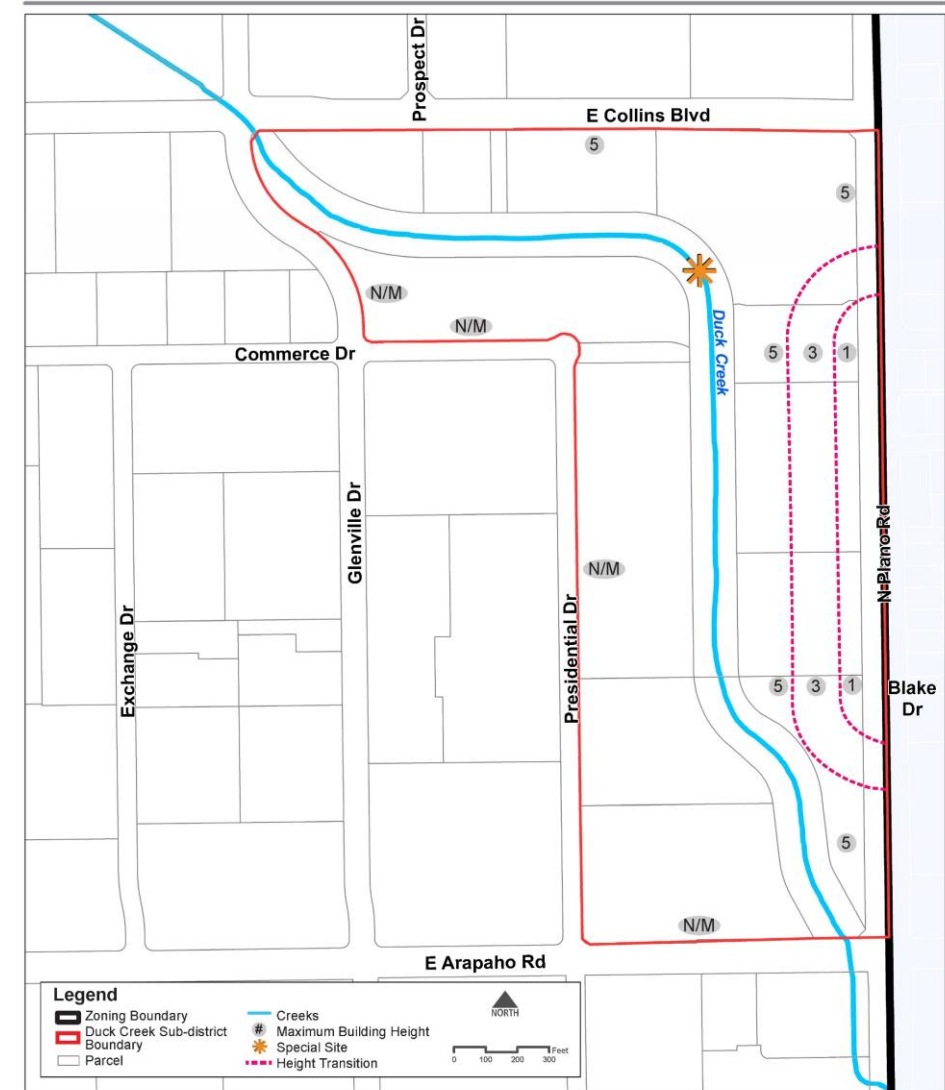 Prospect Dr
E Collins Blvd
5
5
N/M
N/M
Duck Creek
Commerce Dr
5
3
1
Glenville Dr
N Plano Rd
N/M
Exchange Dr
Presidential Dr
5
3
1
Blake
Dr
5
N/M
E Arapaho Rd
Legend
Zoning Boundary
Duck Creek Sub-district
Boundary
Parcel
Creeks
# Maximum Building Height
Special Site
Height Transition
NORTH
0 100 200 300 Feet